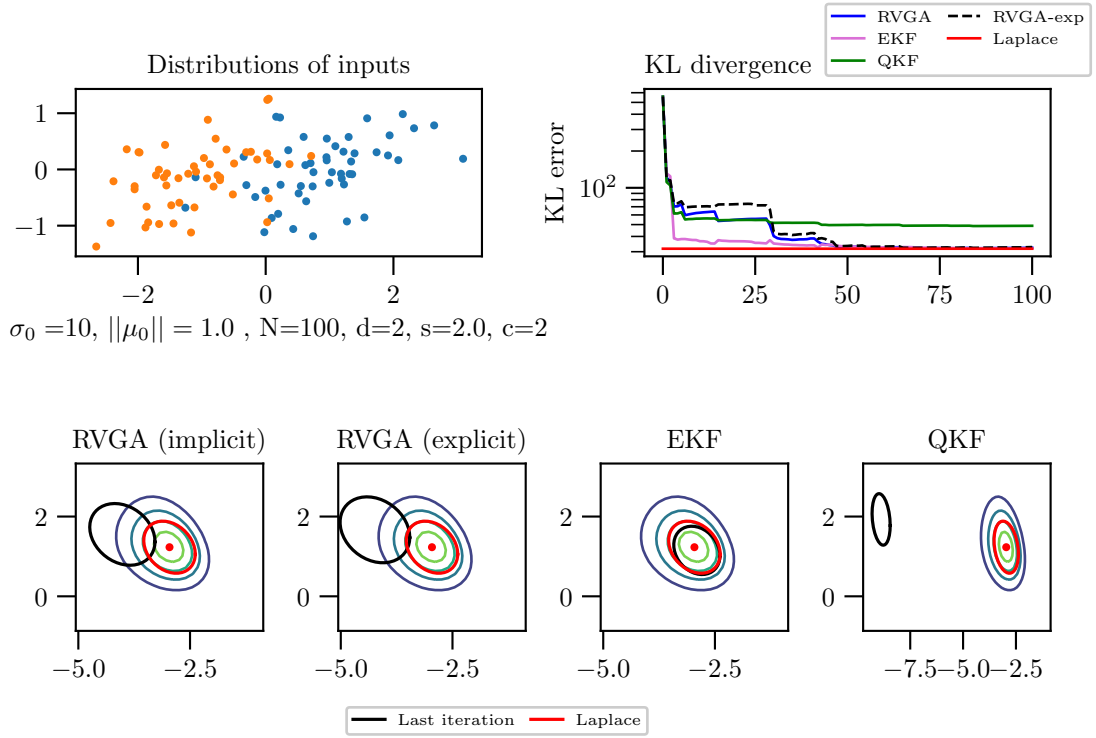 RVGA
EKF
QKF
RVGA-exp
Laplace
Distributions of inputs
KL divergence
1
0
−1
−2
0
2
σ₀ =10, ||μ₀|| = 1.0 , N=100, d=2, s=2.0, c=2
KL error
10²
0
25
50
75
100
RVGA (implicit)
RVGA (explicit)
EKF
QKF
2
0
−5.0
−2.5
2
0
−5.0
−2.5
2
0
−5.0
−2.5
2
0
−7.5−5.0−2.5
Last iteration
Laplace